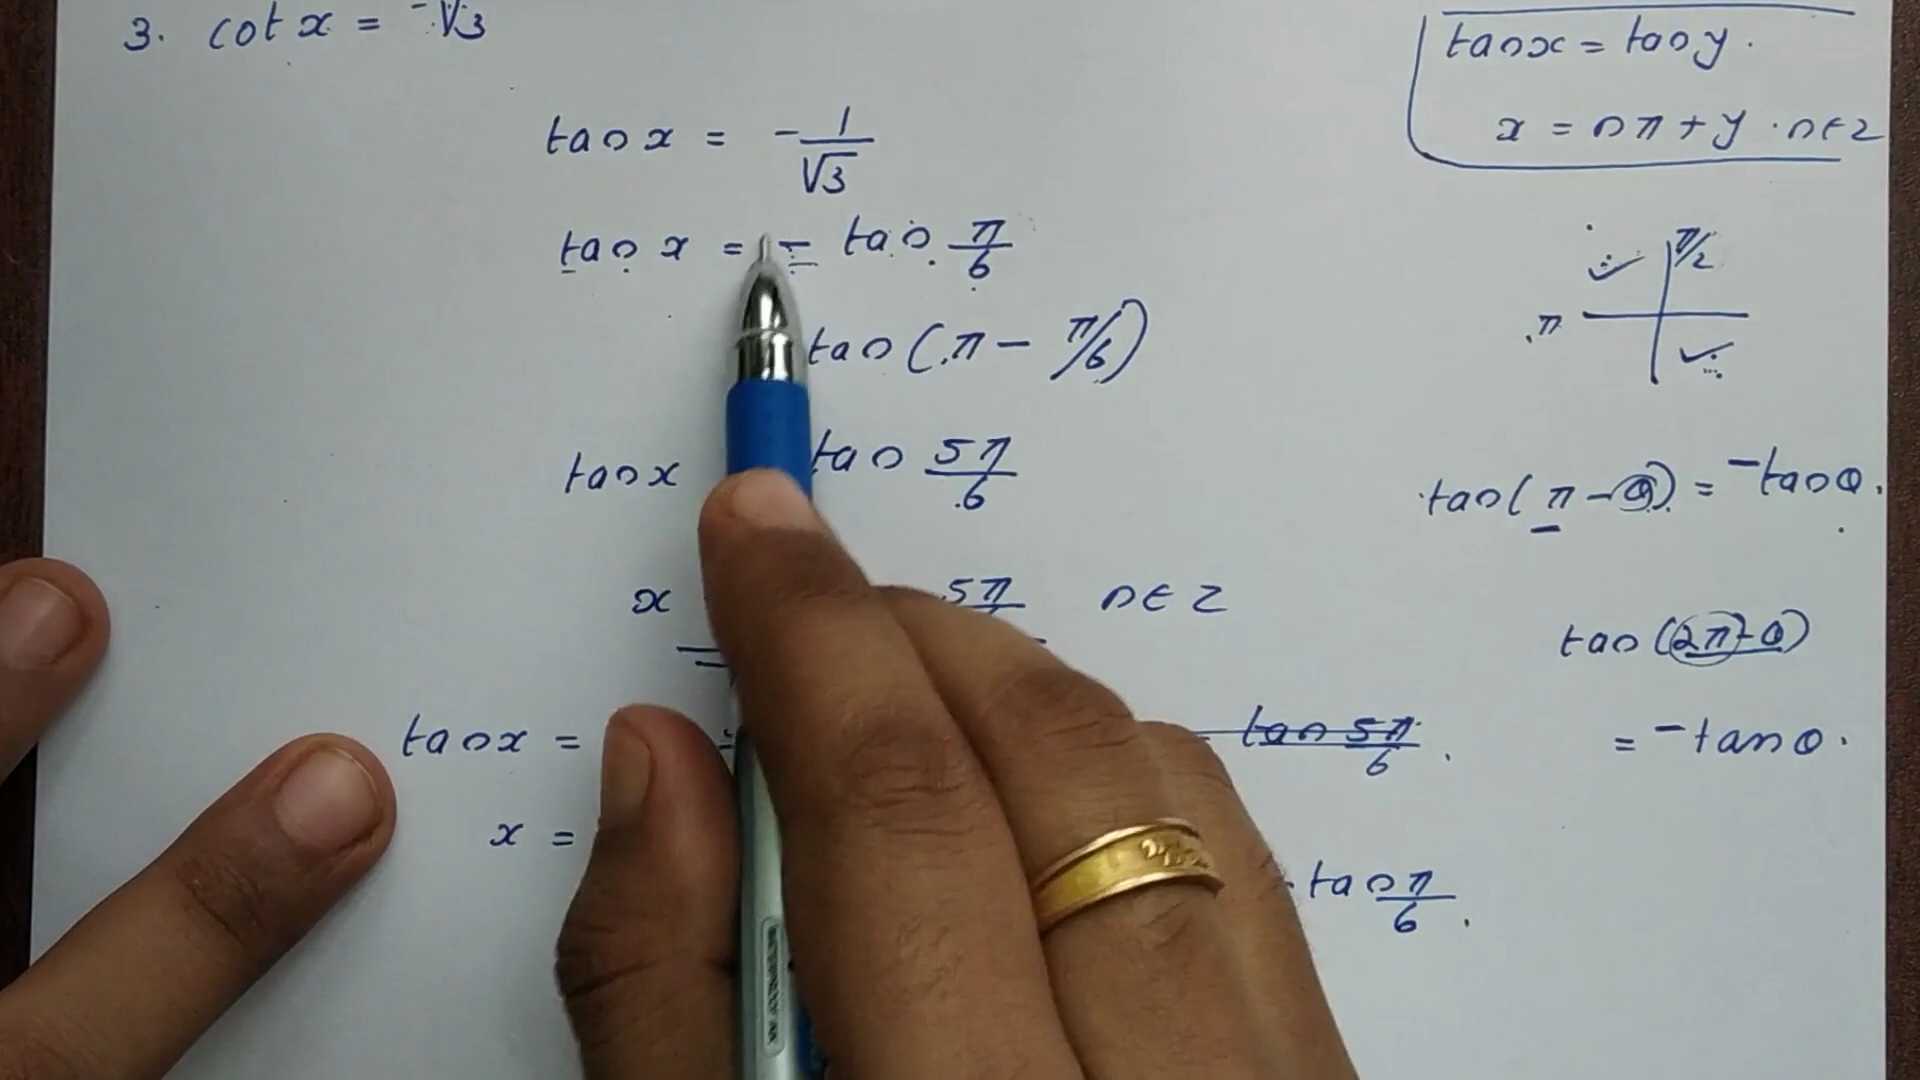 3. cot x = -√3
tan x = -1/√3
tan x = - tan π/6
tan (π - π/6)
tan x tan 5π/6
x 5π n ∈ Z
tan x = tan 5π/6 .
x =
tan π/6 .
tan x = tan y .
x = nπ + y . n ∈ Z
π/2
π
tan( π - θ) = -tan θ .
tan (2π - θ)
= -tan θ .